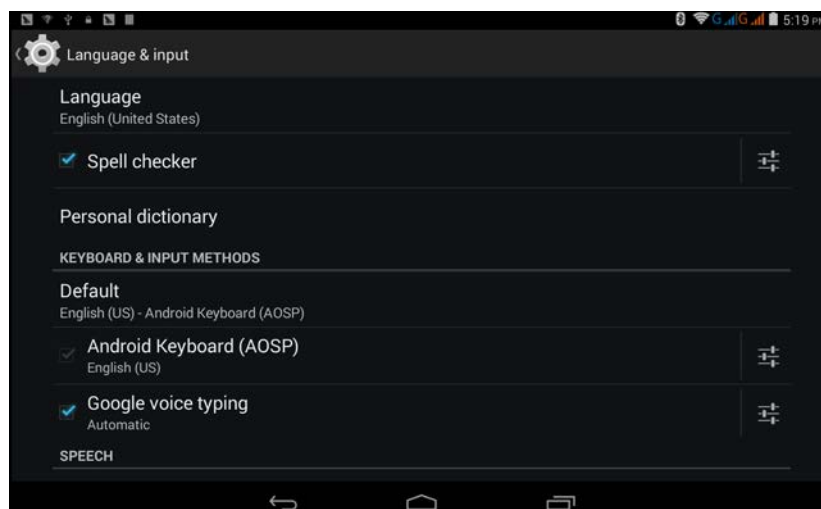 G G 5:19 PM
Language & input
Language
English (United States)
Spell checker
Personal dictionary
KEYBOARD & INPUT METHODS
Default
English (US) - Android Keyboard (AOSP)
Android Keyboard (AOSP)
English (US)
Google voice typing
Automatic
SPEECH